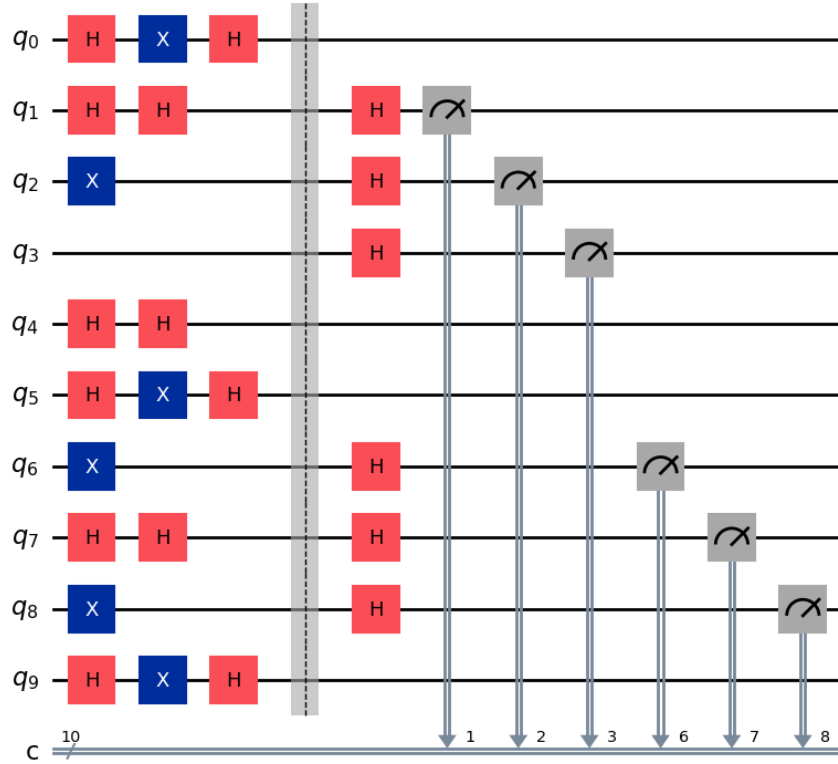 q0 H X H
q1 H H H
q2 X H
q3 H
q4 H H
q5 H X H
q6 X H
q7 H H H
q8 X H
q9 H X H
c 10 1 2 3 6 7 8